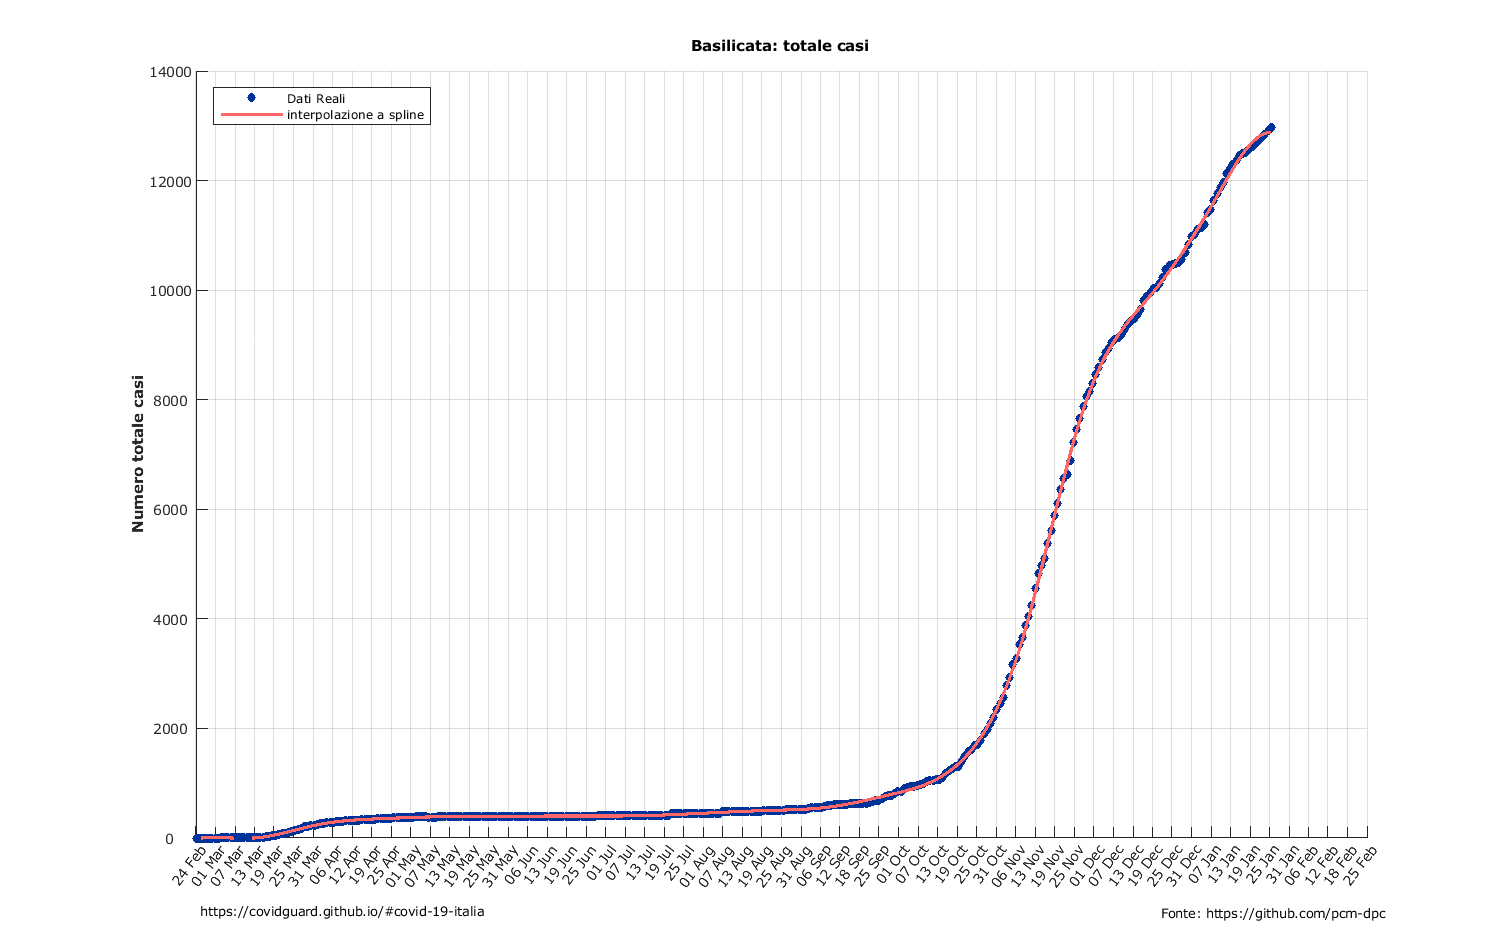 Basilicata: totale casi
14000
12000
10000
8000
6000
4000
2000
0
Numero totale casi
Dati Reali
interpolazione a spline
24 Feb
01 Mar
07 Mar
13 Mar
19 Mar
25 Mar
31 Mar
06 Apr
12 Apr
19 Apr
25 Apr
01 May
07 May
13 May
19 May
25 May
31 May
06 Jun
13 Jun
19 Jun
25 Jun
01 Jul
07 Jul
13 Jul
19 Jul
25 Jul
01 Aug
07 Aug
13 Aug
19 Aug
25 Aug
31 Aug
06 Sep
12 Sep
18 Sep
25 Sep
01 Oct
07 Oct
13 Oct
19 Oct
25 Oct
31 Oct
06 Nov
13 Nov
19 Nov
25 Nov
01 Dec
07 Dec
13 Dec
19 Dec
25 Dec
31 Dec
07 Jan
13 Jan
19 Jan
25 Jan
31 Jan
06 Feb
12 Feb
18 Feb
25 Feb
https://covidguard.github.io/#covid-19-italia
Fonte: https://github.com/pcm-dpc